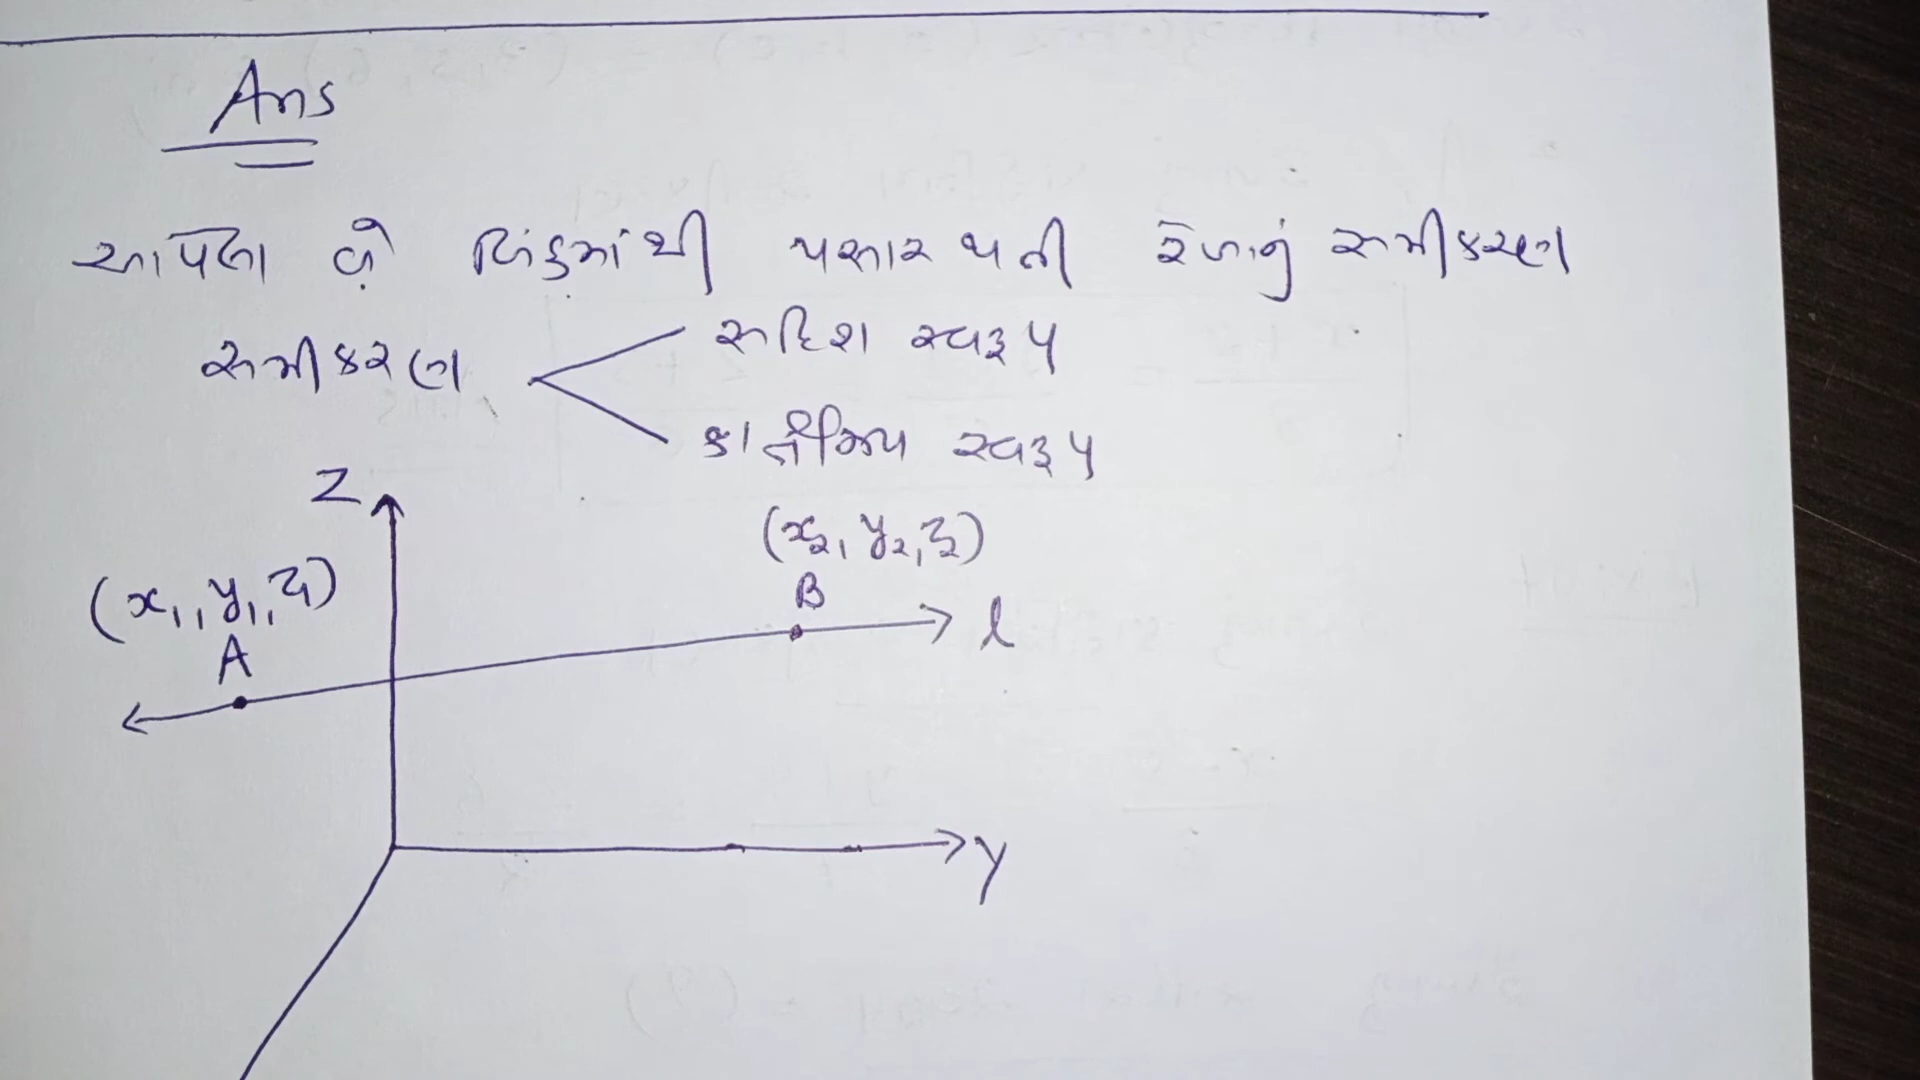 Ans
આપેલા બે બિંદુમાંથી પસાર થતી રેખાનું સમીકરણ
સમીકરણ
સદિશ સ્વરૂપ
કાર્તેઝિય સ્વરૂપ
Z
(x₂, y₂, z₂)
(x₁, y₁, z₁)
B
l
A
y